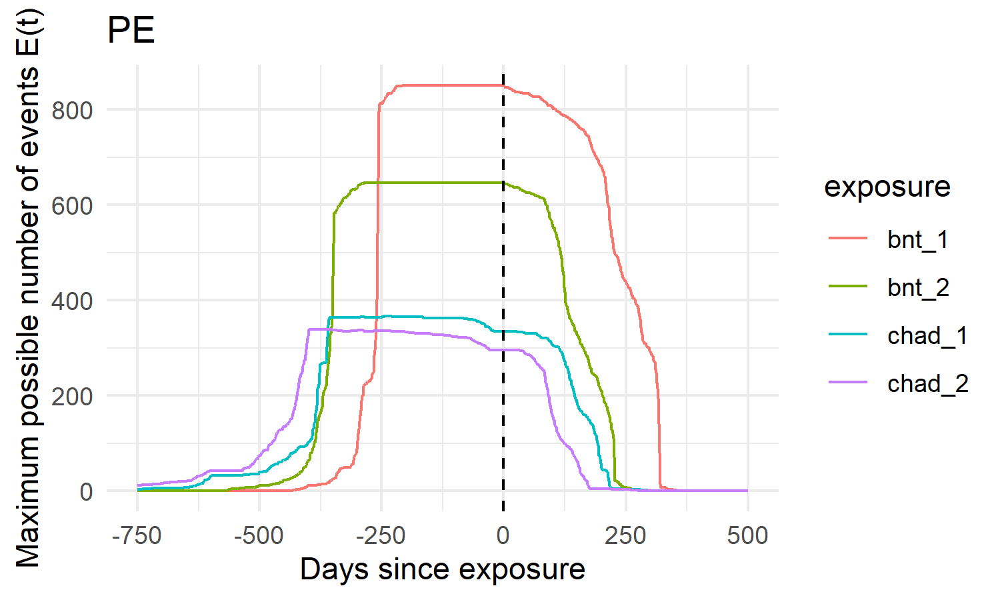 PE
Maximum possible number of events E(t)
800
600
400
200
0
-750 -500 -250 0 250 500
Days since exposure
exposure
bnt_1
bnt_2
chad_1
chad_2